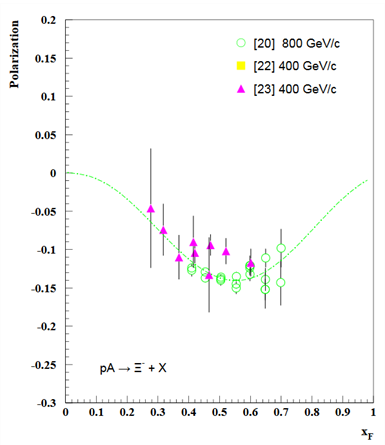 Polarization
0.2
[20] 800 GeV/c
[22] 400 GeV/c
[23] 400 GeV/c
0.15
0.1
0.05
0
-0.05
-0.1
-0.15
-0.2
-0.25
-0.3
pA → Ξ⁻ + X
0 0.1 0.2 0.3 0.4 0.5 0.6 0.7 0.8 0.9 1
x_F